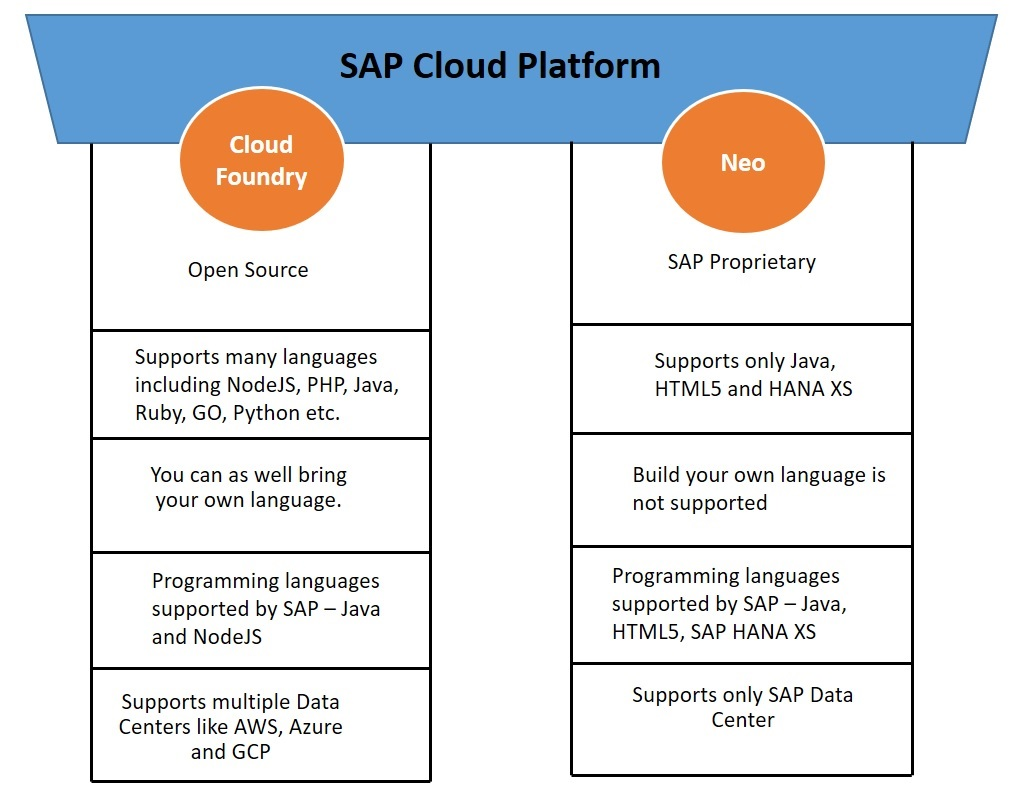 SAP Cloud Platform
Cloud
Foundry
Open Source
Supports many languages
including NodeJS, PHP, Java,
Ruby, GO, Python etc.
You can as well bring
your own language.
Programming languages
supported by SAP – Java
and NodeJS
Supports multiple Data
Centers like AWS, Azure
and GCP
Neo
SAP Proprietary
Supports only Java,
HTML5 and HANA XS
Build your own language is
not supported
Programming languages
supported by SAP – Java,
HTML5, SAP HANA XS
Supports only SAP Data
Center